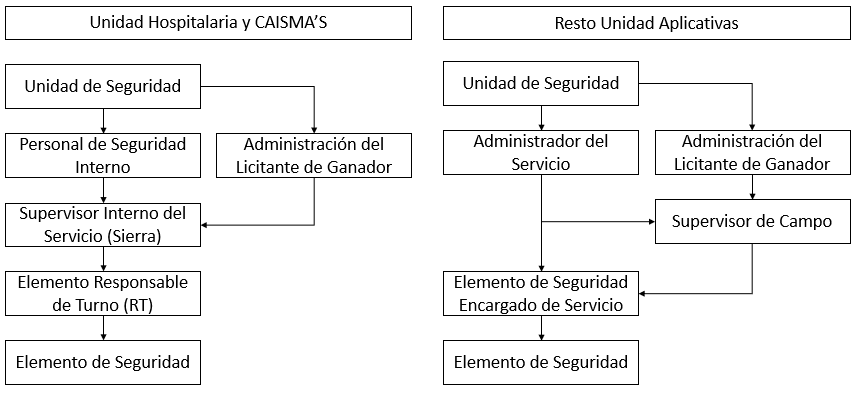 Unidad Hospitalaria y CAISMA’S
Unidad de Seguridad
Personal de Seguridad
Interno
Administración del
Licitante de Ganador
Supervisor Interno del
Servicio (Sierra)
Elemento Responsable
de Turno (RT)
Elemento de Seguridad
Resto Unidad Aplicativas
Unidad de Seguridad
Administrador del
Servicio
Administración del
Licitante de Ganador
Supervisor de Campo
Elemento de Seguridad
Encargado de Servicio
Elemento de Seguridad